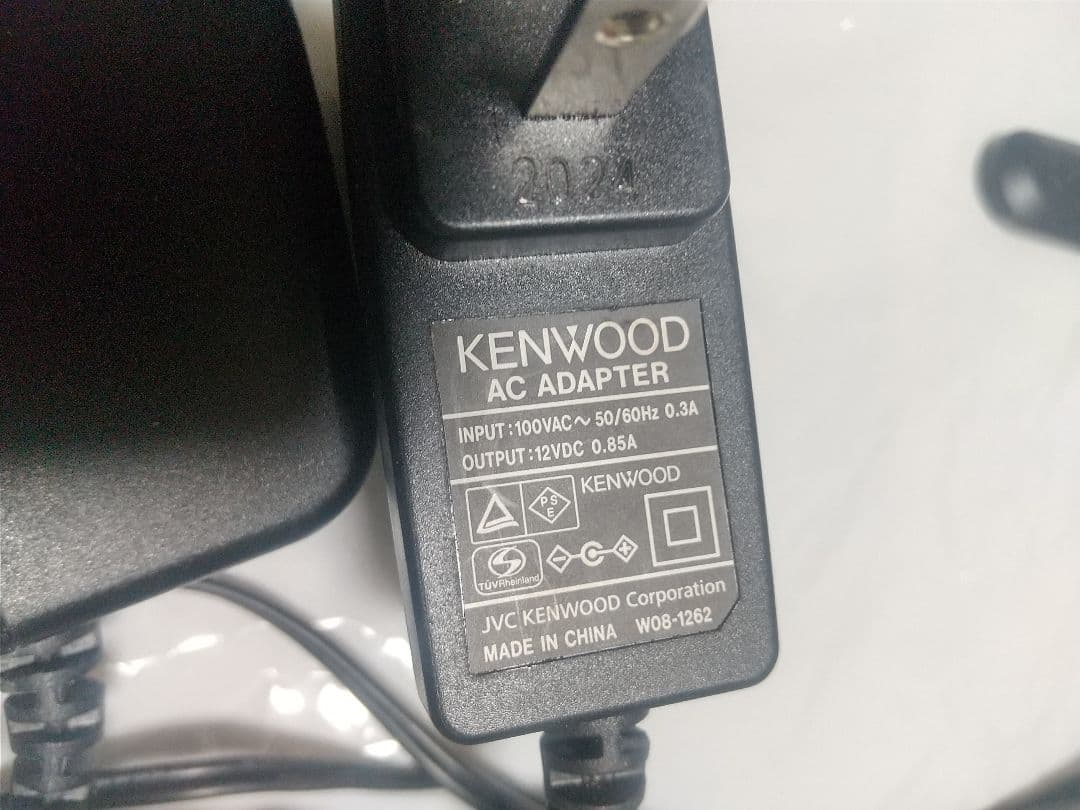 2024
KENWOOD
AC ADAPTER
INPUT:100VAC～ 50/60Hz 0.3A
OUTPUT:12VDC 0.85A
KENWOOD
PS
E
TÜVRheinland
JVC KENWOOD Corporation
MADE IN CHINA W08-1262